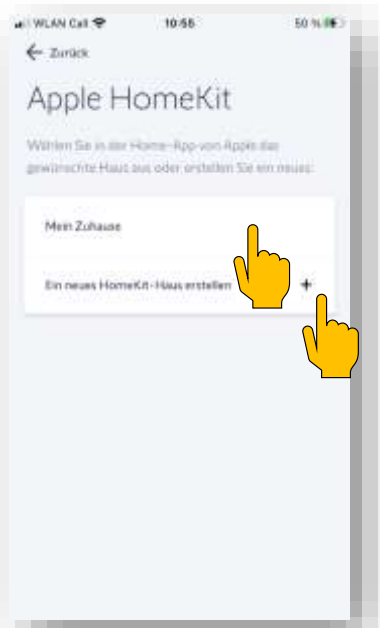 WLAN Call 10:55 50 %
Zurück
Apple HomeKit
Wählen Sie in der Home-App von Apple das
gewünschte Haus aus oder erstellen Sie ein neues:
Mein Zuhause
Ein neues HomeKit-Haus erstellen +